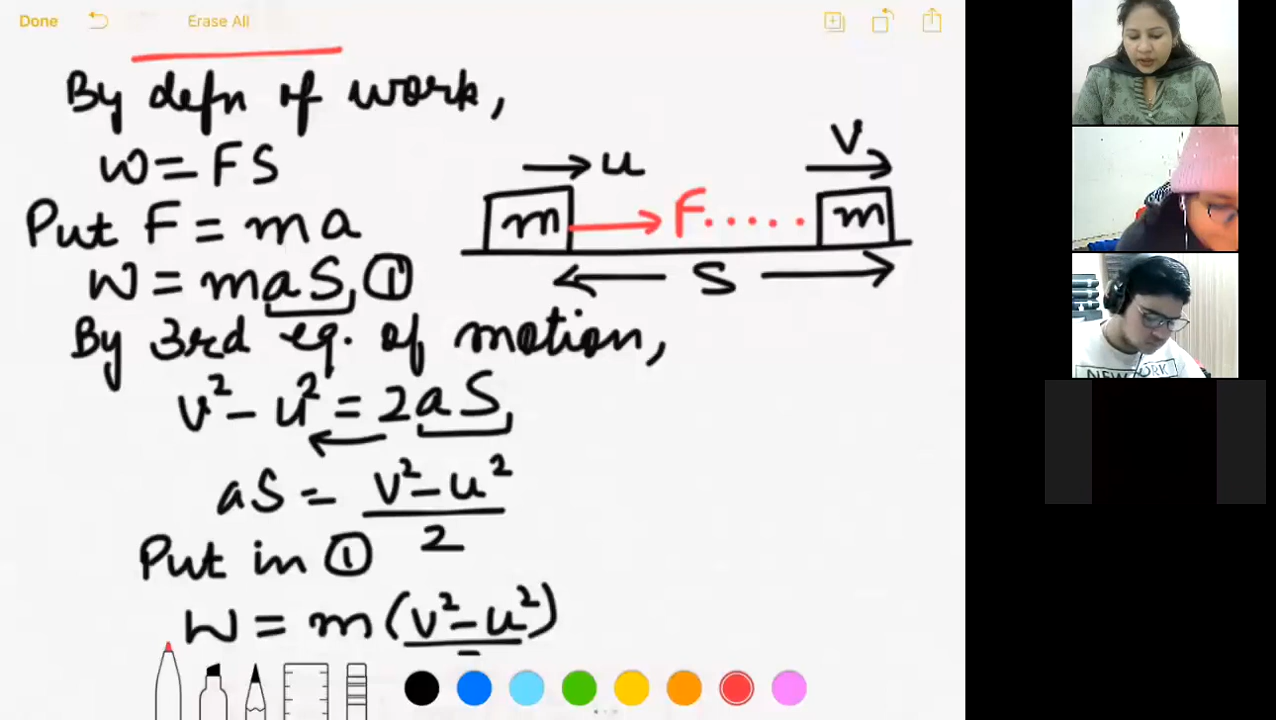 Done
Erase All
By defn of work,
W = FS
Put F = ma
W = maS, ①
By 3rd eq. of motion,
v² - u² = 2aS,
aS = v² - u² / 2
Put in ①
W = m (v² - u²)
u
V
m
F.....
m
S
NEW YORK